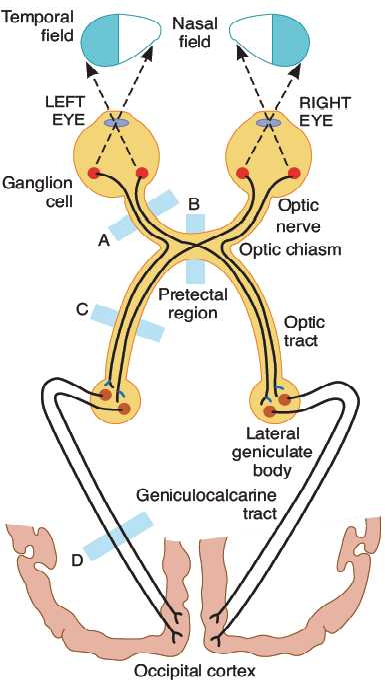 Temporal
field
Nasal
field
LEFT
EYE
RIGHT
EYE
Ganglion
cell
A
B
Optic
nerve
Optic chiasm
Pretectal
region
C
Optic
tract
Lateral
geniculate
body
Geniculocalcarine
tract
D
Occipital cortex